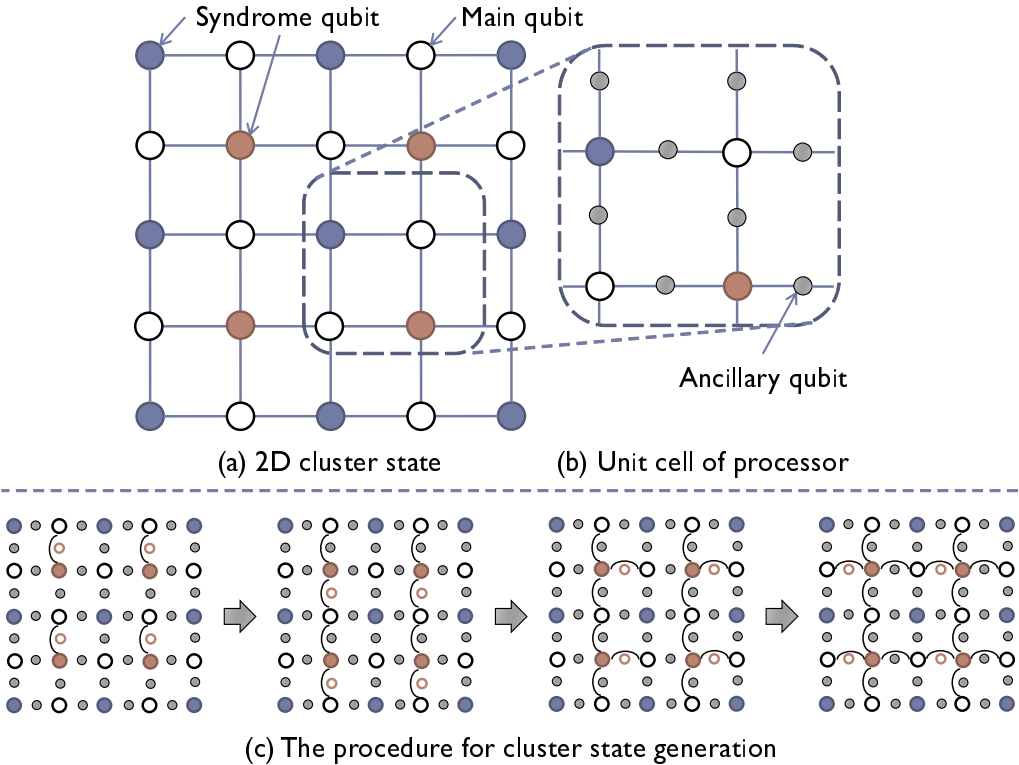 Syndrome qubit
Main qubit
Ancillary qubit
(a) 2D cluster state
(b) Unit cell of processor
(c) The procedure for cluster state generation